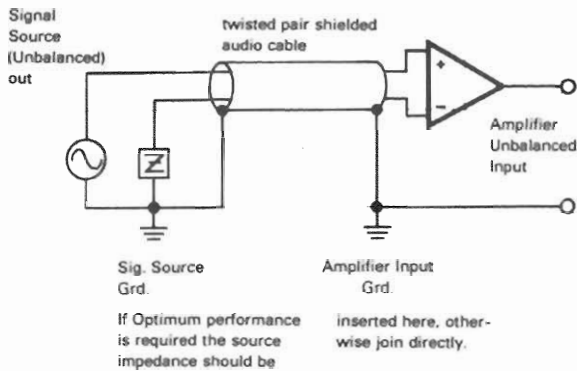 Signal
Source
(Unbalanced)
out
twisted pair shielded
audio cable
+
−
Amplifier
Unbalanced
Input
Z
Sig. Source
Grd.
Amplifier Input
Grd.
If Optimum performance
is required the source
impedance should be
inserted here, other-
wise join directly.